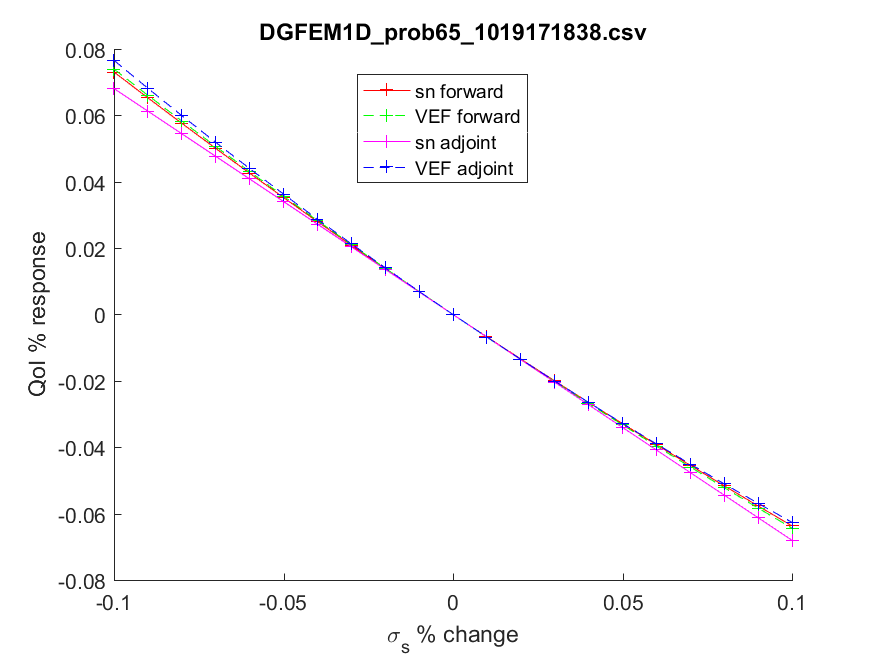 DGFEM1D_prob65_1019171838.csv
sn forward
VEF forward
sn adjoint
VEF adjoint
QoI % response
0.08
0.06
0.04
0.02
0
-0.02
-0.04
-0.06
-0.08
-0.1
-0.05
0
0.05
0.1
σs % change